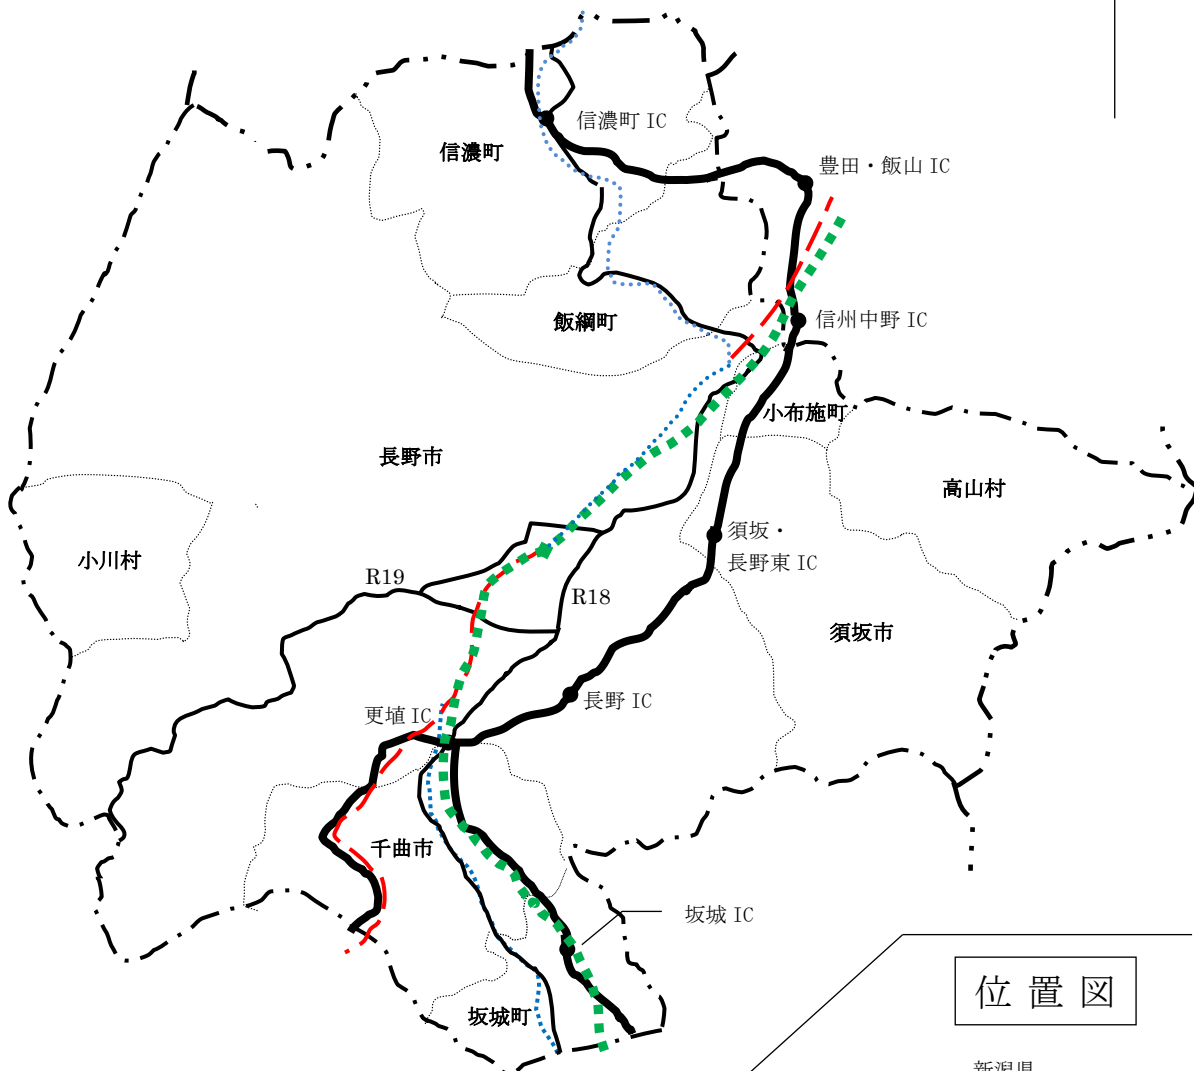 信濃町 IC
信濃町
豊田・飯山 IC
飯綱町
信州中野 IC
小布施町
長野市
高山村
小川村
須坂・
長野東 IC
R19
R18
須坂市
長野 IC
更埴 IC
千曲市
坂城 IC
位置図
坂城町
新潟県